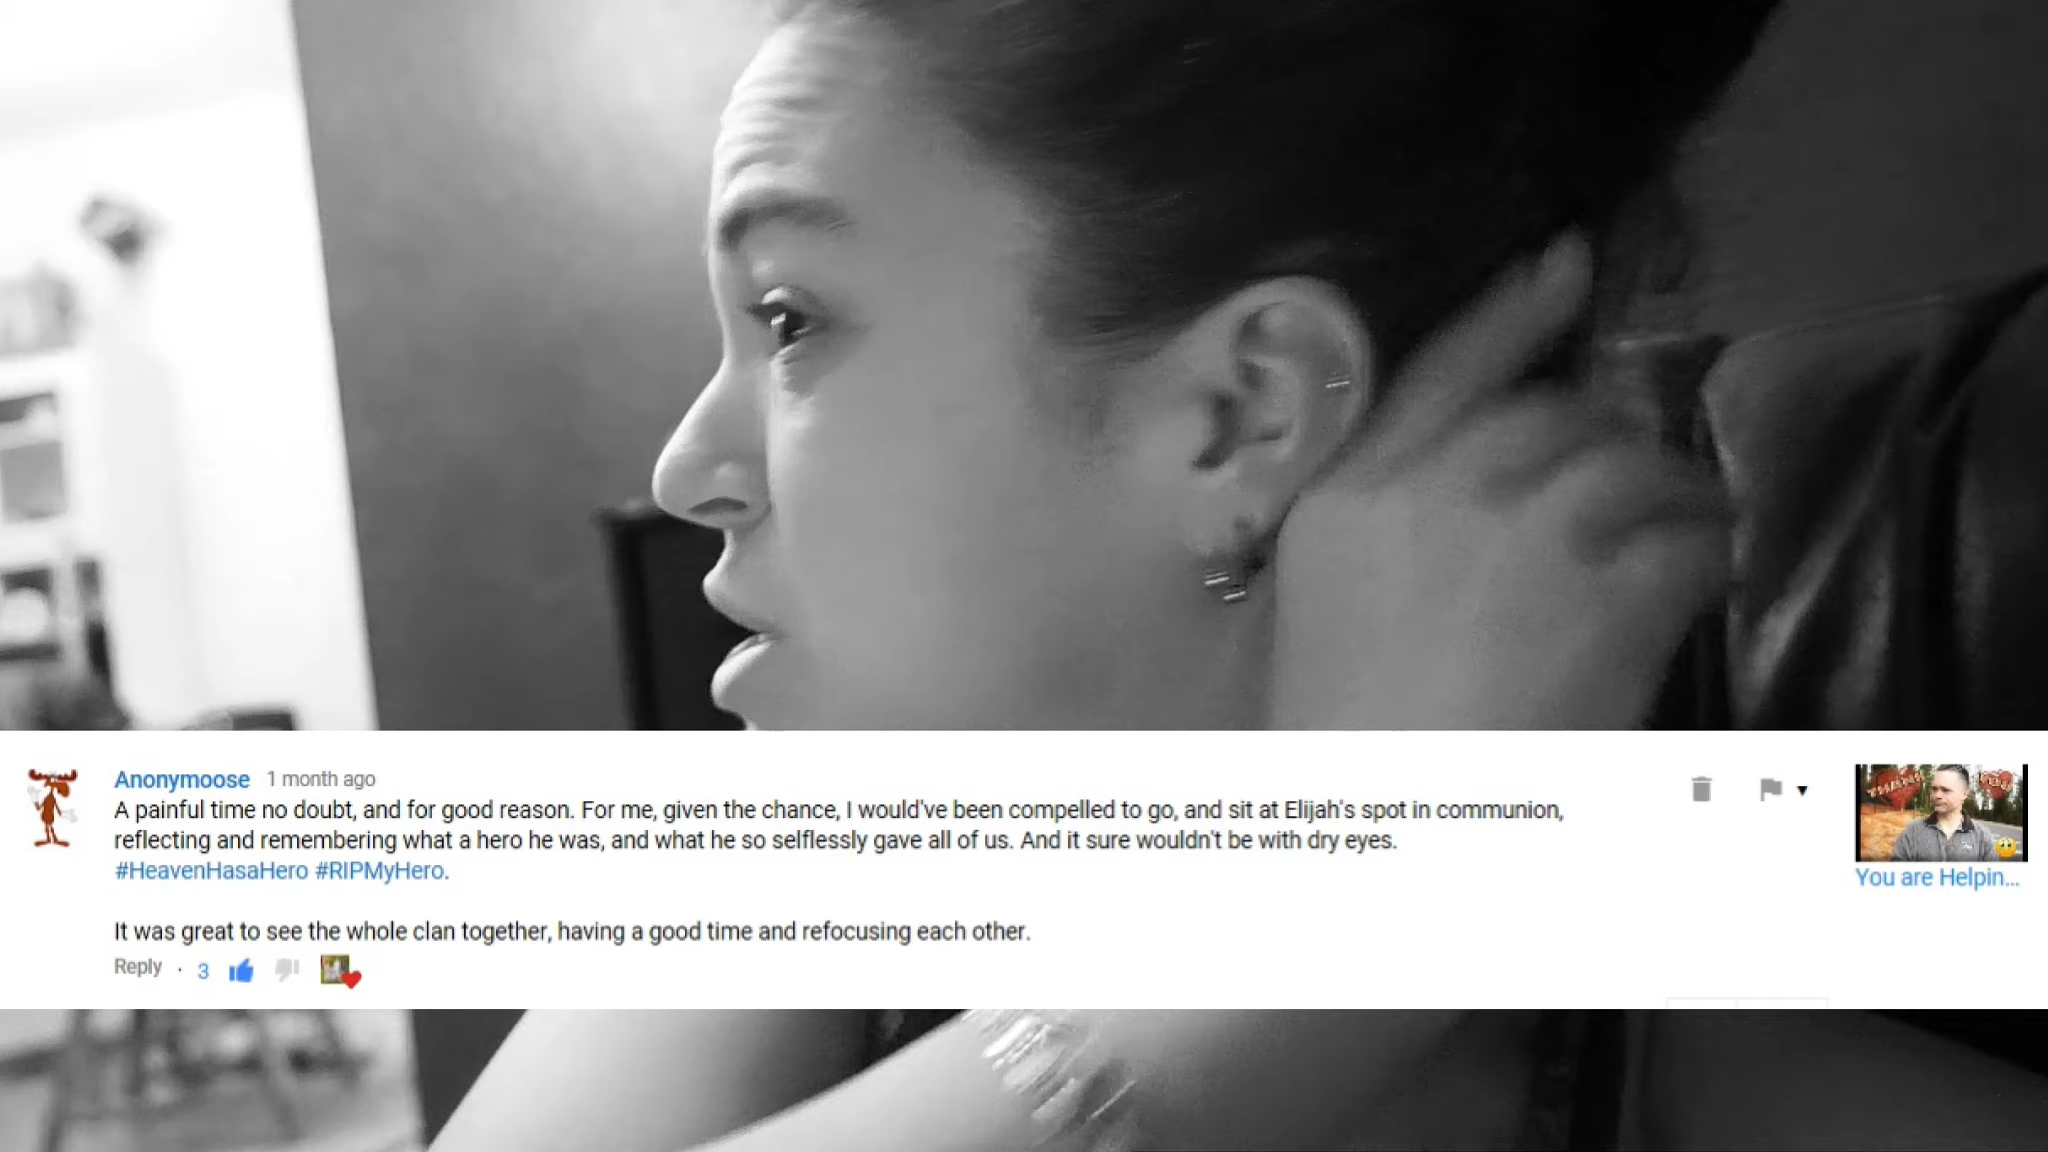 Anonymoose 1 month ago
A painful time no doubt, and for good reason. For me, given the chance, I would've been compelled to go, and sit at Elijah's spot in communion,
reflecting and remembering what a hero he was, and what he so selflessly gave all of us. And it sure wouldn't be with dry eyes.
#HeavenHasaHero #RIPMyHero.
It was great to see the whole clan together, having a good time and refocusing each other.
Reply · 3
THANK YOU
You are Helpin...